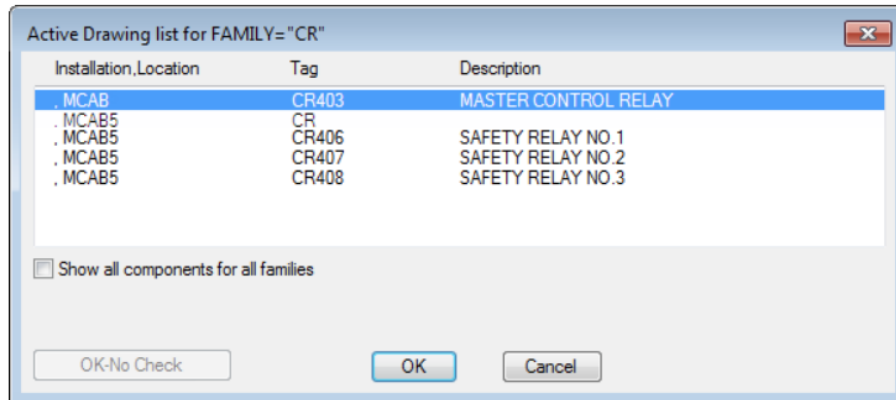 Active Drawing list for FAMILY="CR"
Installation,Location Tag Description
, MCAB CR403 MASTER CONTROL RELAY
, MCAB5 CR
, MCAB5 CR406 SAFETY RELAY NO.1
, MCAB5 CR407 SAFETY RELAY NO.2
, MCAB5 CR408 SAFETY RELAY NO.3
Show all components for all families
OK-No Check OK Cancel